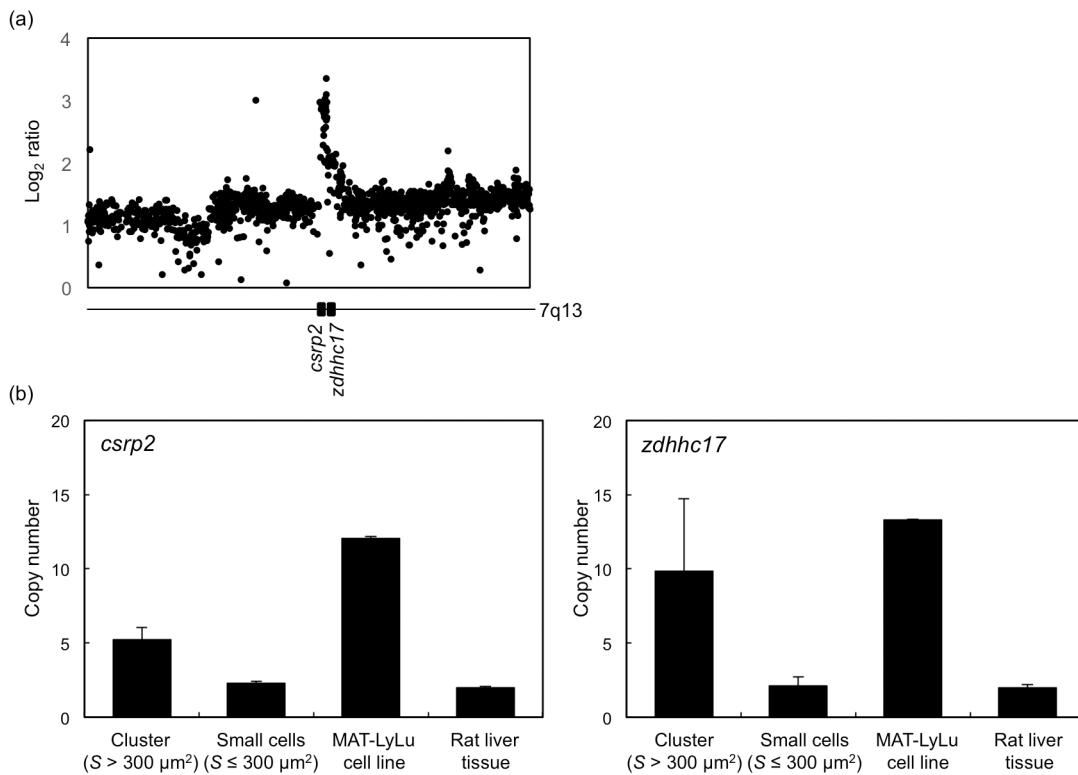 (a)
4
3
2
1
0
Log2 ratio
7q13
csrp2
zdhhc17
(b)
csrp2
20
15
10
5
0
Copy number
Cluster
(S > 300 µm²)
Small cells
(S ≤ 300 µm²)
MAT-LyLu
cell line
Rat liver
tissue
zdhhc17
20
15
10
5
0
Copy number
Cluster
(S > 300 µm²)
Small cells
(S ≤ 300 µm²)
MAT-LyLu
cell line
Rat liver
tissue